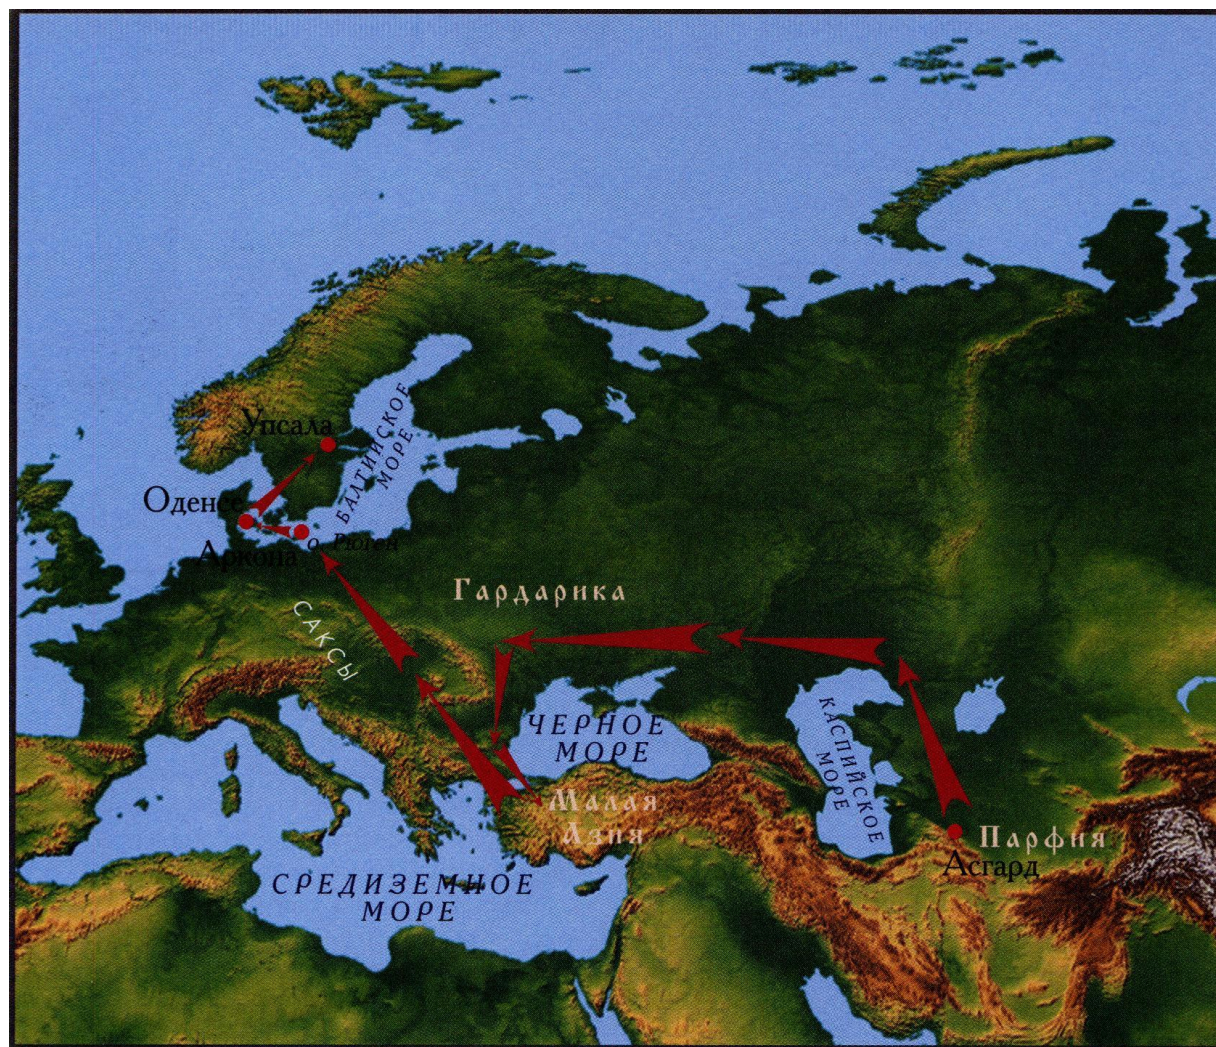 Упсала
БАЛТИЙСКОЕ
МОРЕ
Оденсе
Аркона
о. Рюген
Гардарика
САКСЫ
ЧЕРНОЕ
МОРЕ
КАСПИЙСКОЕ
МОРЕ
Малая
Азия
Парфия
Асгард
СРЕДИЗЕМНОЕ
МОРЕ